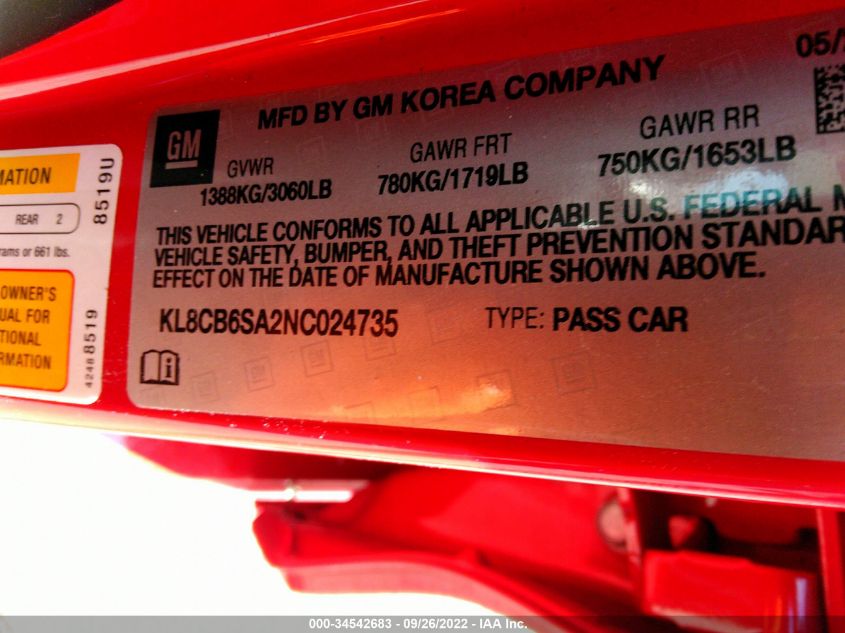 MFD BY GM KOREA COMPANY
05/
GM
GVWR
1388KG/3060LB
GAWR FRT
780KG/1719LB
GAWR RR
750KG/1653LB
THIS VEHICLE CONFORMS TO ALL APPLICABLE U.S. FEDERAL M
VEHICLE SAFETY, BUMPER, AND THEFT PREVENTION STANDAR
EFFECT ON THE DATE OF MANUFACTURE SHOWN ABOVE.
KL8CB6SA2NC024735
TYPE: PASS CAR
MATION
REAR 2
rams or 661 lbs.
OWNER'S
UAL FOR
TIONAL
RMATION
8519U
4248 8519
000-34542683 - 09/26/2022 - IAA Inc.